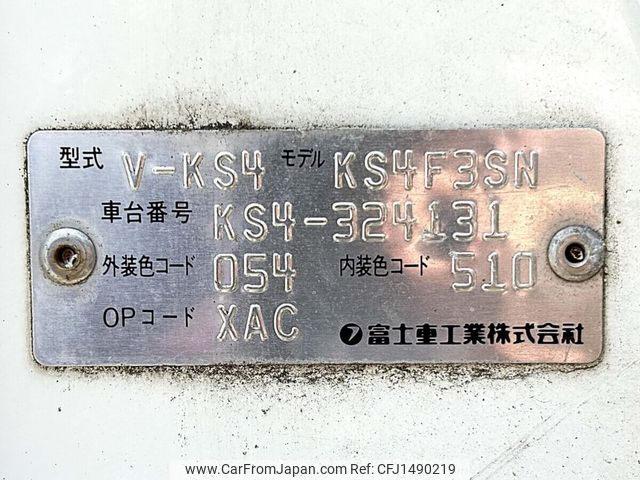 型式 V-KS4 モデル KS4F3SN
車台番号 KS4-324131
外装色コード 054 内装色コード 510
OPコード XAC
富士重工業株式会社
www.CarFromJapan.com Photo ID: CFJ1490219